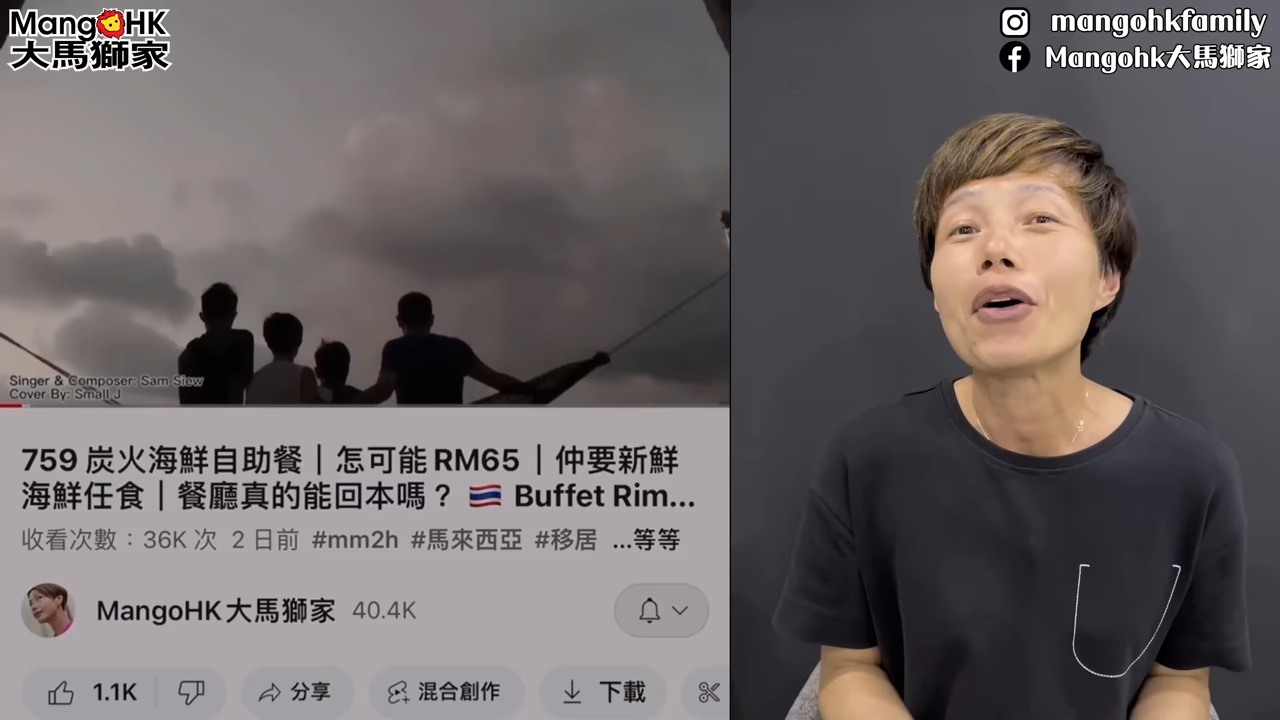 MangoHK
大馬獅家
mangohkfamily
Mangohk大馬獅家
Singer & Composer: Sam Siew
Cover By: Small J
759 炭火海鮮自助餐｜怎可能RM65｜仲要新鮮
海鮮任食｜餐廳真的能回本嗎？ 🇹🇭 Buffet Rim...
收看次數：36K 次 2 日前 #mm2h #馬來西亞 #移居 ...等等
MangoHK大馬獅家 40.4K
1.1K 分享 混合創作 下載